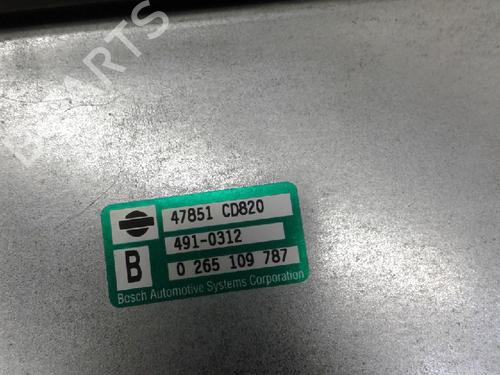 PARTS
47851 CD820
491-0312
B
0 265 109 787
Bosch Automotive Systems Corporation